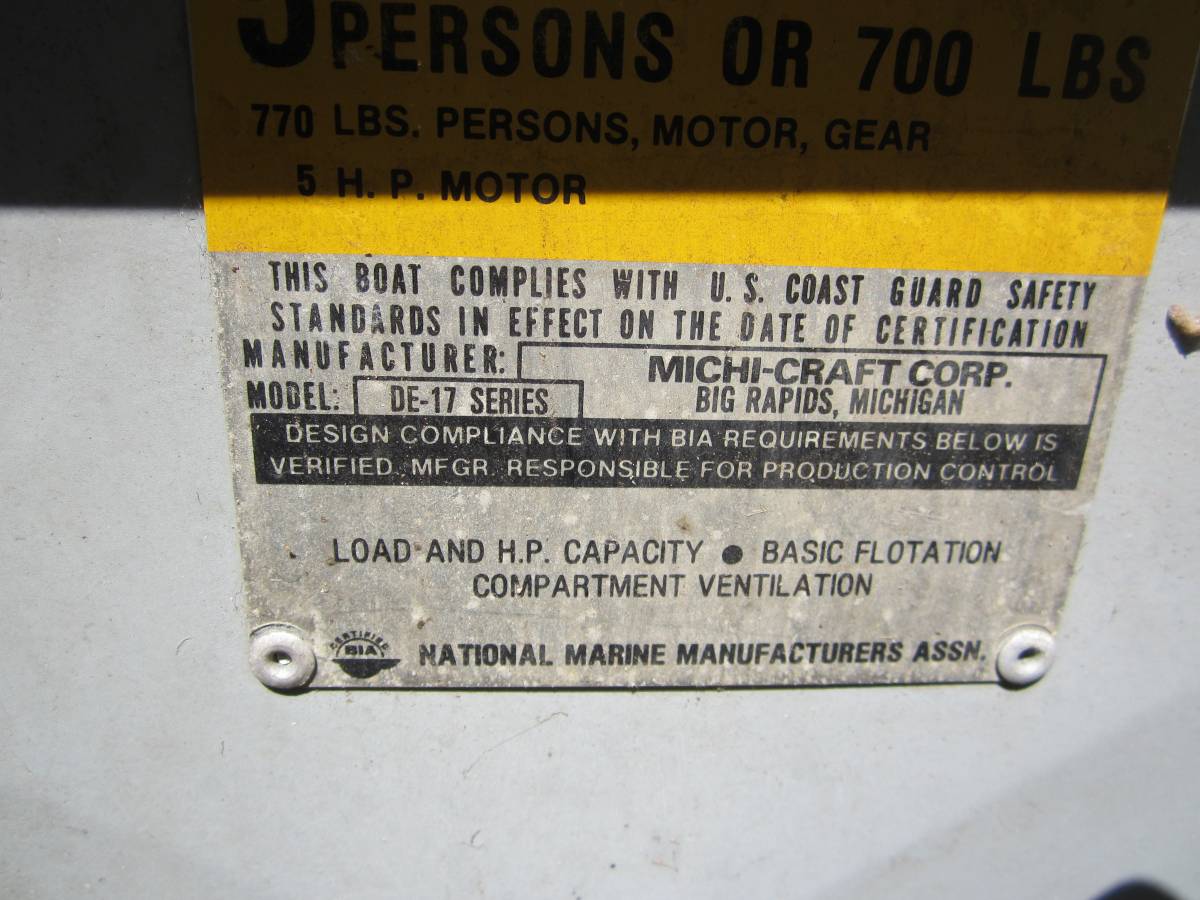 5 PERSONS OR 700 LBS
770 LBS. PERSONS, MOTOR, GEAR
5 H. P. MOTOR
THIS BOAT COMPLIES WITH U. S. COAST GUARD SAFETY
STANDARDS IN EFFECT ON THE DATE OF CERTIFICATION
MANUFACTURER: MICHI-CRAFT CORP.
BIG RAPIDS, MICHIGAN
MODEL: DE-17 SERIES
DESIGN COMPLIANCE WITH BIA REQUIREMENTS BELOW IS
VERIFIED. MFGR. RESPONSIBLE FOR PRODUCTION CONTROL
LOAD AND H.P. CAPACITY ● BASIC FLOTATION
COMPARTMENT VENTILATION
CERTIFIED
BIA
NATIONAL MARINE MANUFACTURERS ASSN.